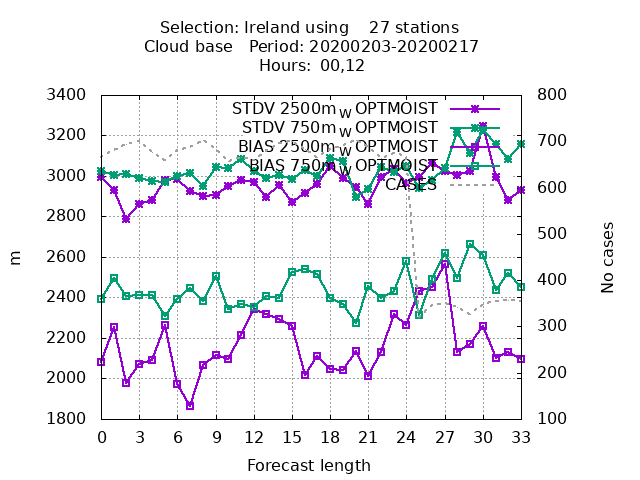 Selection: Ireland using 27 stations
Cloud base Period: 20200203-20200217
Hours: 00,12
STDV 2500m_W OPTMOIST
STDV 750m_W OPTMOIST
BIAS 2500m_W OPTMOIST
BIAS 750m_W OPTMOIST
CASES
3400
3200
3000
2800
2600
2400
2200
2000
1800
m
800
700
600
500
400
300
200
100
No cases
0 3 6 9 12 15 18 21 24 27 30 33
Forecast length